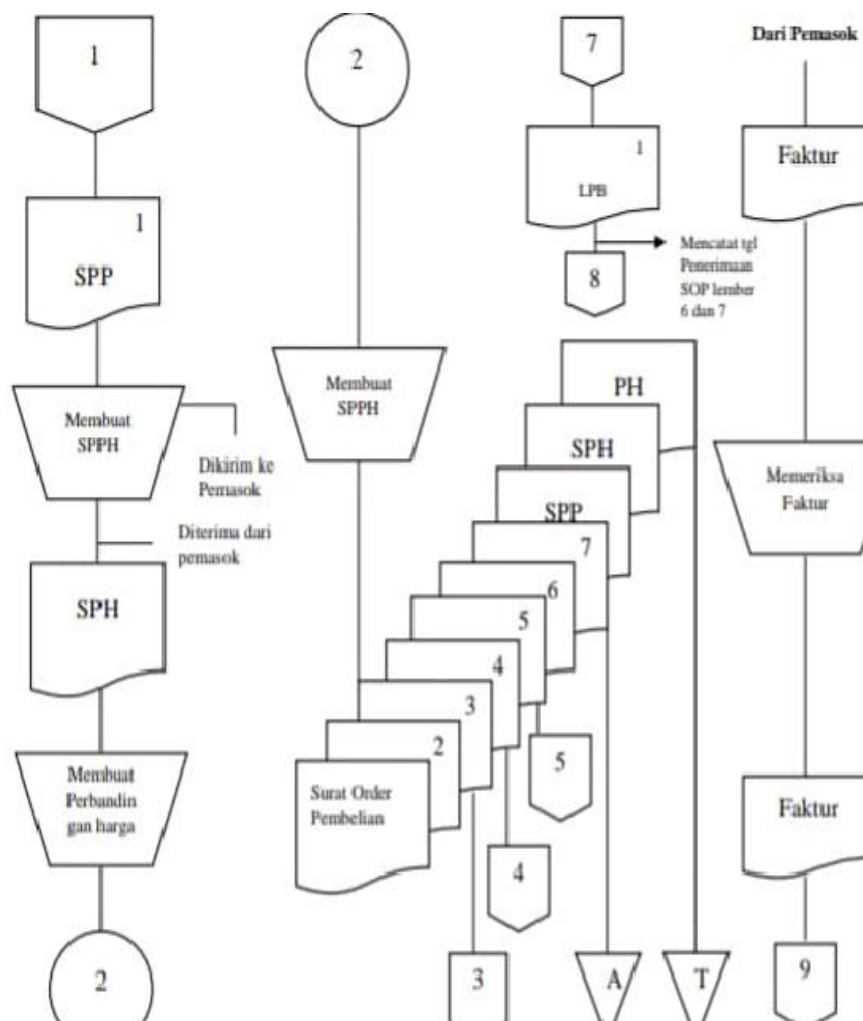 1
1
SPP
Membuat
SPPH
Dikirim ke
Pemasok
Diterima dari
pemasok
SPH
Membuat
Perbandin
gan harga
2
2
Membuat
SPPH
7
1
LPB
Mencatat tgl
Penerimaan
SOP lember
6 dan 7
8
PH
SPH
SPP
7
6
5
4
3
2
Surat Order
Pembelian
5
4
3
A
T
Dari Pemasok
Faktur
Memeriksa
Faktur
Faktur
9